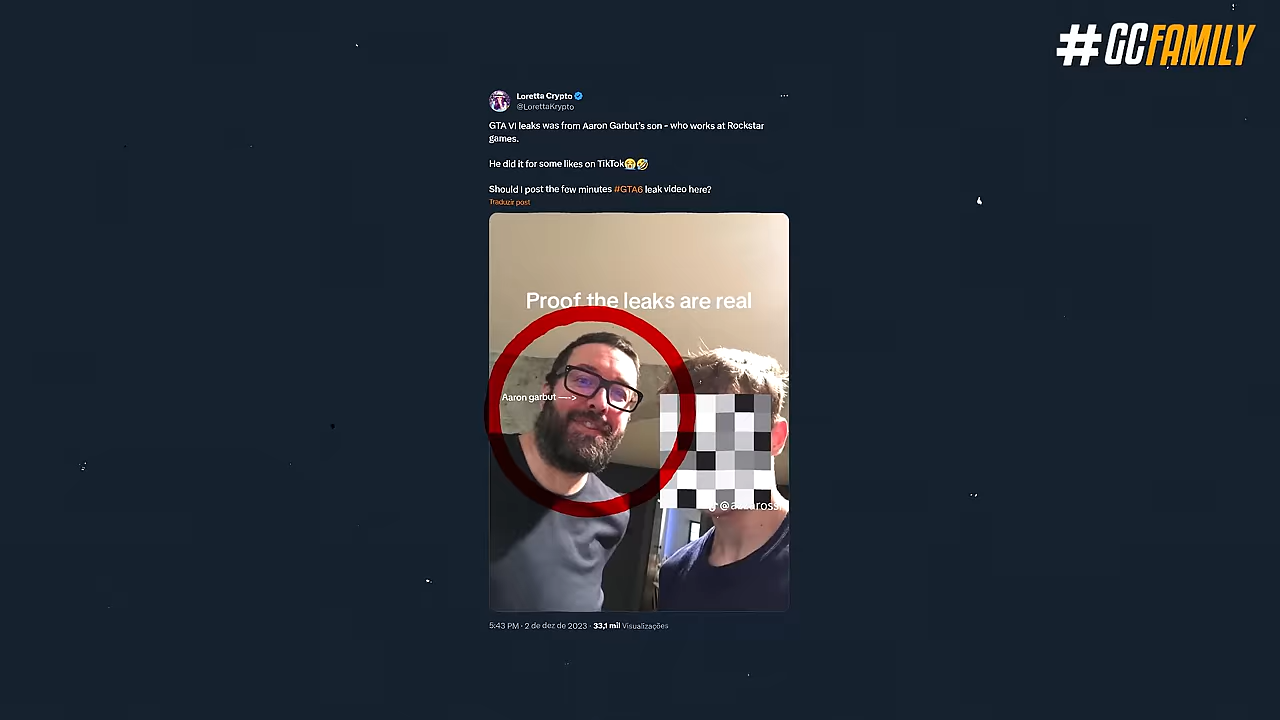 #GCFAMILY
Loretta Crypto
@LorettaKrypto
GTA VI leaks was from Aaron Garbut's son - who works at Rockstar
games.
He did it for some likes on TikTok😭🤣
Should I post the few minutes #GTA6 leak video here?
Traduzir post
Proof the leaks are real
Aaron garbut —->
5:43 PM · 2 de dez de 2023 · 33,1 mil Visualizações